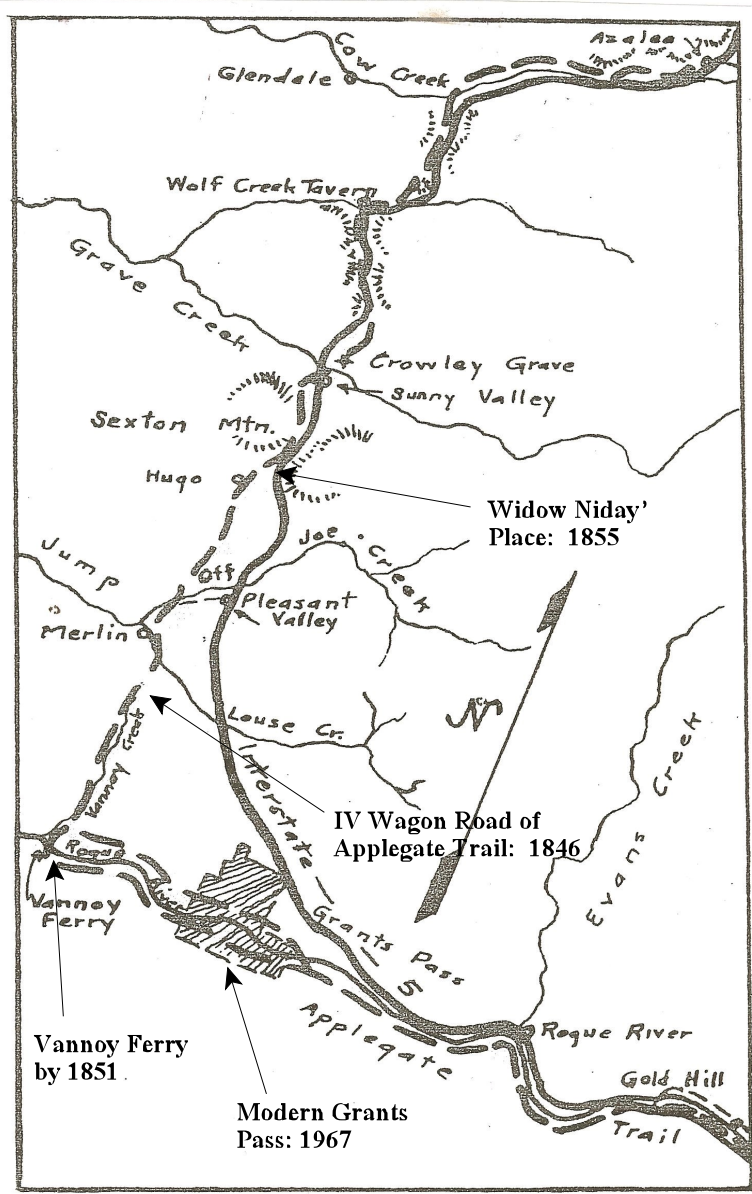 Azalea
Cow Creek
Glendale
Wolf Creek Tavern
Grave Creek
Crowley Grave
Sunny Valley
Sexton Mtn.
Hugo
Widow Niday'
Place: 1855
Jump Off Joe Creek
Pleasant
Valley
Merlin
N
Louse Cr.
Vannoy Creek
Interstate 5
IV Wagon Road of
Applegate Trail: 1846
Evans Creek
Rogue River
Vannoy
Ferry
Grants Pass
Applegate Trail
Rogue River
Gold Hill
Vannoy Ferry
by 1851
Modern Grants
Pass: 1967